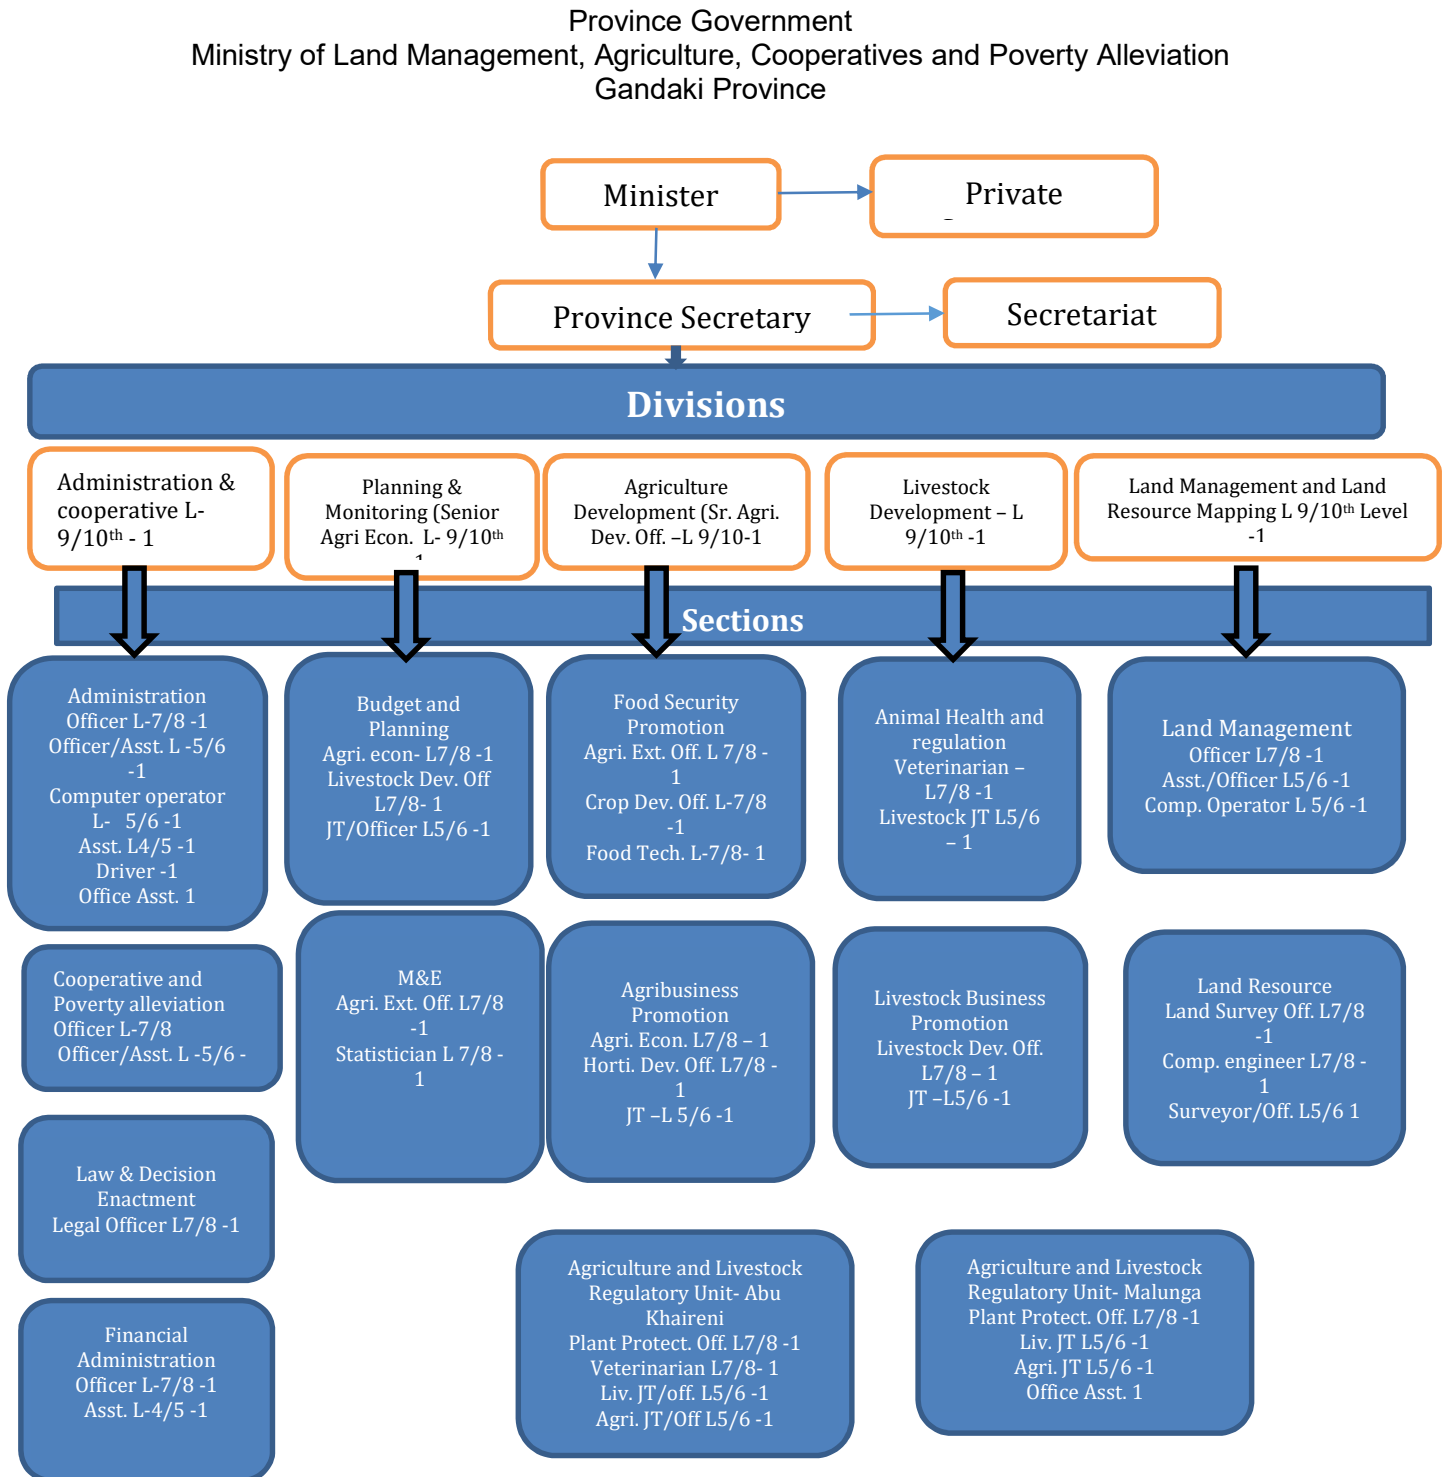 Province Government
Ministry of Land Management, Agriculture, Cooperatives and Poverty Alleviation
Gandaki Province
Minister
Private
Province Secretary
Secretariat
Divisions
Administration &
cooperative L-
9/10th - 1
Planning &
Monitoring (Senior
Agri Econ. L- 9/10th
Agriculture
Development (Sr. Agri.
Dev. Off. –L 9/10-1
Livestock
Development – L
9/10th -1
Land Management and Land
Resource Mapping L 9/10th Level
-1
Sections
Administration
Officer L-7/8 -1
Officer/Asst. L -5/6
-1
Computer operator
L- 5/6 -1
Asst. L4/5 -1
Driver -1
Office Asst. 1
Budget and
Planning
Agri. econ- L7/8 -1
Livestock Dev. Off
L7/8- 1
JT/Officer L5/6 -1
Food Security
Promotion
Agri. Ext. Off. L 7/8 -
1
Crop Dev. Off. L-7/8
-1
Food Tech. L-7/8- 1
Animal Health and
regulation
Veterinarian –
L7/8 -1
Livestock JT L5/6
– 1
Land Management
Officer L7/8 -1
Asst./Officer L5/6 -1
Comp. Operator L 5/6 -1
Cooperative and
Poverty alleviation
Officer L-7/8
Officer/Asst. L -5/6 -
M&E
Agri. Ext. Off. L7/8
-1
Statistician L 7/8 -
1
Agribusiness
Promotion
Agri. Econ. L7/8 – 1
Horti. Dev. Off. L7/8 -
1
JT –L 5/6 -1
Livestock Business
Promotion
Livestock Dev. Off.
L7/8 – 1
JT –L5/6 -1
Land Resource
Land Survey Off. L7/8
-1
Comp. engineer L7/8 -
1
Surveyor/Off. L5/6 1
Law & Decision
Enactment
Legal Officer L7/8 -1
Financial
Administration
Officer L-7/8 -1
Asst. L-4/5 -1
Agriculture and Livestock
Regulatory Unit- Abu
Khaireni
Plant Protect. Off. L7/8 -1
Veterinarian L7/8- 1
Liv. JT/off. L5/6 -1
Agri. JT/Off L5/6 -1
Agriculture and Livestock
Regulatory Unit- Malunga
Plant Protect. Off. L7/8 -1
Liv. JT L5/6 -1
Agri. JT L5/6 -1
Office Asst. 1